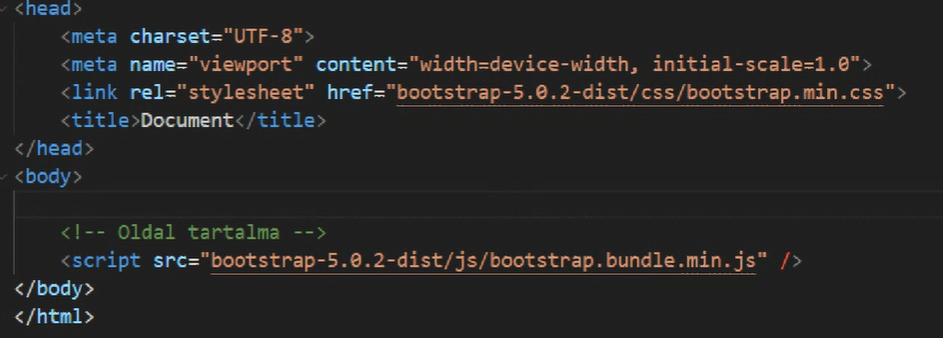 <head>
    <meta charset="UTF-8">
    <meta name="viewport" content="width=device-width, initial-scale=1.0">
    <link rel="stylesheet" href="bootstrap-5.0.2-dist/css/bootstrap.min.css">
    <title>Document</title>
</head>
<body>
    <!-- Oldal tartalma -->
    <script src="bootstrap-5.0.2-dist/js/bootstrap.bundle.min.js" />
</body>
</html>